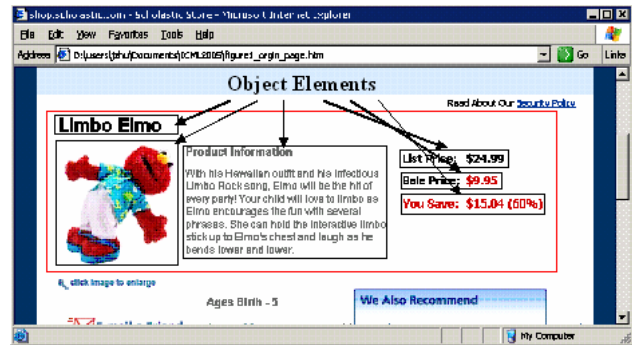 shop.scholastic.com - Scholastic Store - Microsoft Internet Explorer
File Edit View Favorites Tools Help
Address D:\users\jzhu\Documents\ICML2005\figure1_orgin_page.htm Go Links
Object Elements
Read About Our Security Policy
Limbo Elmo
Product Information
With his Hawaiian outfit and his infectious
Limbo Rock song, Elmo will be the hit of
every party! Your child will love to limbo as
Elmo encourages the fun with several
phrases. She can hold the interactive limbo
stick up to Elmo's chest and laugh as he
bends lower and lower.
List Price: $24.99
Sale Price: $9.95
You Save: $15.04 (60%)
click image to enlarge
Ages Birth - 5
We Also Recommend
E-mail a Friend
My Computer